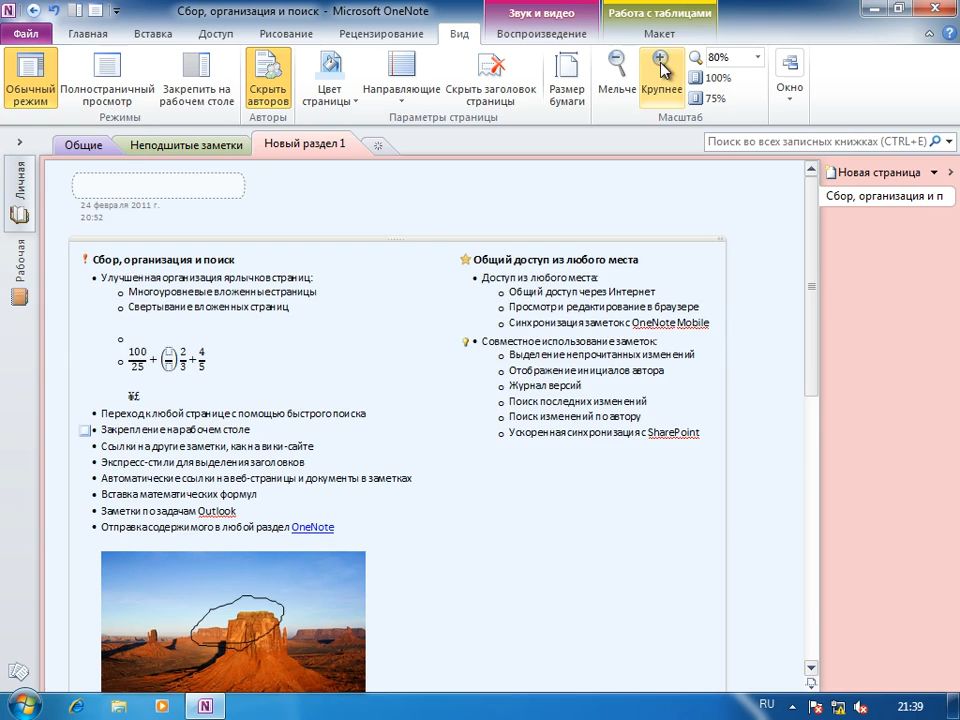 Сбор, организация и поиск - Microsoft OneNote
Звук и видео
Работа с таблицами
Файл
Главная
Вставка
Доступ
Рисование
Рецензирование
Вид
Воспроизведение
Макет
Обычный режим
Полностраничный просмотр
Закрепить на рабочем столе
Скрыть авторов
Цвет страницы
Направляющие
Скрыть заголовок страницы
Размер бумаги
Мельче
Крупнее
80%
100%
75%
Окно
Режимы
Авторы
Параметры страницы
Масштаб
Общие
Неподшитые заметки
Новый раздел 1
Поиск во всех записных книжках (CTRL+E)
Личная
Рабочая
Новая страница
Сбор, организация и п
24 февраля 2011 г.
20:52
Сбор, организация и поиск
• Улучшенная организация ярлычков страниц:
o Многоуровневые вложенные страницы
o Свертывание вложенных страниц
o
o 100/25 + (□/□) 2/3 + 4/5
¥£
• Переход к любой странице с помощью быстрого поиска
• Закрепление на рабочем столе
• Ссылки на другие заметки, как на вики-сайте
• Экспресс-стили для выделения заголовков
• Автоматические ссылки на веб-страницы и документы в заметках
• Вставка математических формул
• Заметки по задачам Outlook
• Отправка содержимого в любой раздел OneNote
Общий доступ из любого места
• Доступ из любого места:
o Общий доступ через Интернет
o Просмотр и редактирование в браузере
o Синхронизация заметок с OneNote Mobile
• Совместное использование заметок:
o Выделение непрочитанных изменений
o Отображение инициалов автора
o Журнал версий
o Поиск последних изменений
o Поиск изменений по автору
o Ускоренная синхронизация с SharePoint
RU
21:39